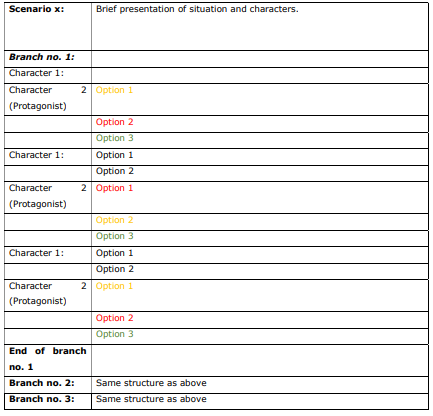 Scenario x: Brief presentation of situation and characters.
Branch no. 1:
Character 1:
Character 2 Option 1
(Protagonist)
Option 2
Option 3
Character 1: Option 1
Option 2
Character 2 Option 1
(Protagonist)
Option 2
Option 3
Character 1: Option 1
Option 2
Character 2 Option 1
(Protagonist)
Option 2
Option 3
End of branch
no. 1
Branch no. 2: Same structure as above
Branch no. 3: Same structure as above